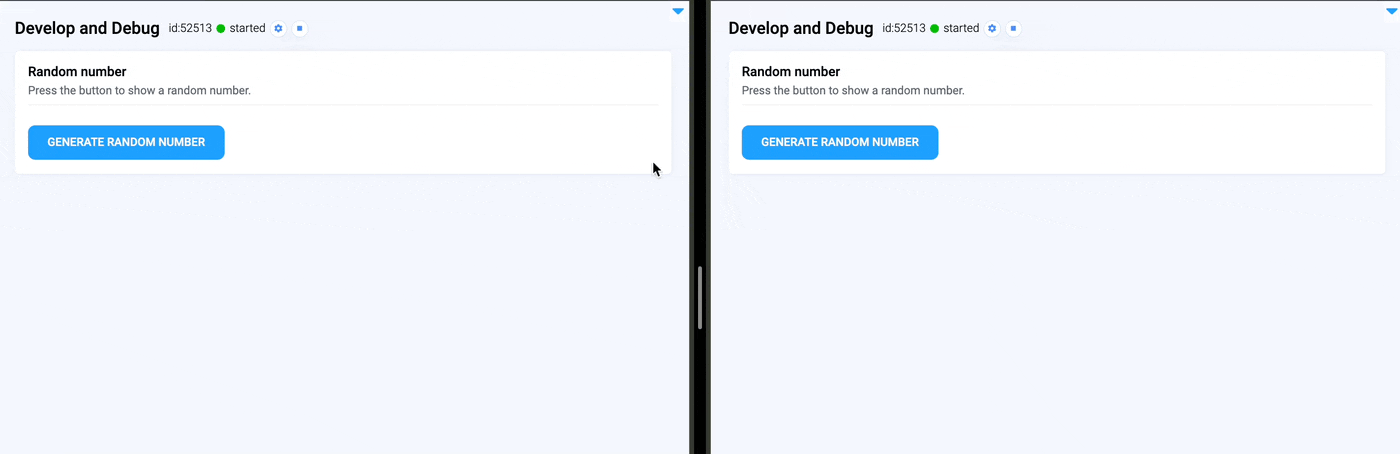 Develop and Debug id:52513 started
Random number
Press the button to show a random number.
GENERATE RANDOM NUMBER
Develop and Debug id:52513 started
Random number
Press the button to show a random number.
GENERATE RANDOM NUMBER